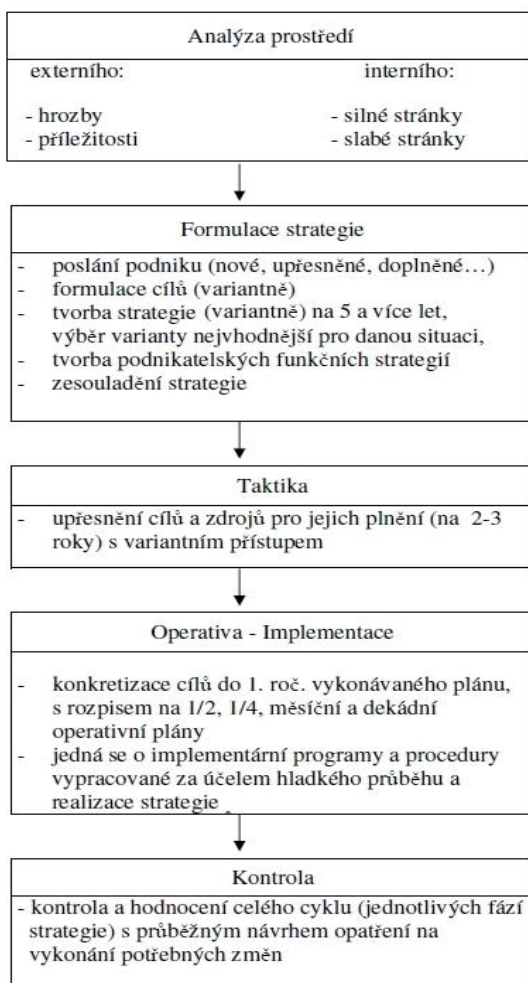 Analýza prostředí
externího: interního:
- hrozby - silné stránky
- příležitosti - slabé stránky
Formulace strategie
- poslání podniku (nové, upřesněné, doplněné…)
- formulace cílů (variantně)
- tvorba strategie (variantně) na 5 a více let,
výběr varianty nejvhodnější pro danou situaci,
- tvorba podnikatelských funkčních strategií
- zesouladění strategie
Taktika
- upřesnění cílů a zdrojů pro jejich plnění (na 2-3
roky) s variantním přístupem
Operativa - Implementace
- konkretizace cílů do 1. roč. vykonávaného plánu,
s rozpisem na 1/2, 1/4, měsíční a dekádní
operativní plány
- jedná se o implementární programy a procedury
vypracované za účelem hladkého průběhu a
realizace strategie
Kontrola
- kontrola a hodnocení celého cyklu (jednotlivých fází
strategie) s průběžným návrhem opatření na
vykonání potřebných změn